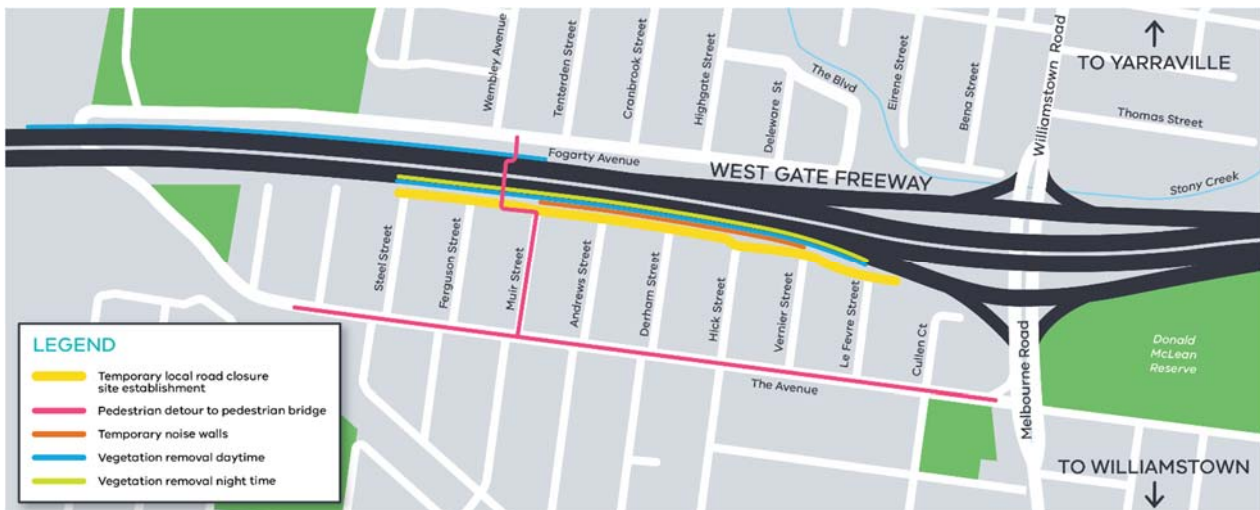 Wembley Avenue
Tenterden Street
Cranbrook Street
Highgate Street
Deleware St
The Blvd
Eirene Street
Bena Street
Williamstown Road
TO YARRAVILLE
Thomas Street
Stony Creek
Fogarty Avenue
WEST GATE FREEWAY
Steel Street
Ferguson Street
Muir Street
Andrews Street
Derham Street
Hick Street
Vernier Street
Le Fevre Street
Cullen Ct
Melbourne Road
Donald
McLean
Reserve
The Avenue
TO WILLIAMSTOWN
LEGEND
Temporary local road closure
site establishment
Pedestrian detour to pedestrian bridge
Temporary noise walls
Vegetation removal daytime
Vegetation removal night time